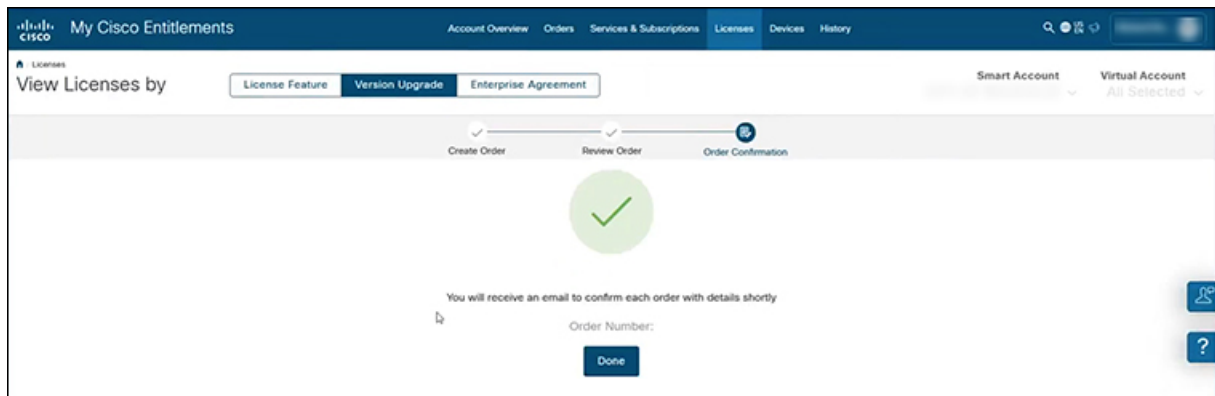 CISCO
My Cisco Entitlements
Account Overview Orders Services & Subscriptions Licenses Devices History
Licenses
View Licenses by
License Feature Version Upgrade Enterprise Agreement
Smart Account Virtual Account
All Selected
Create Order Review Order Order Confirmation
You will receive an email to confirm each order with details shortly
Order Number:
Done
?